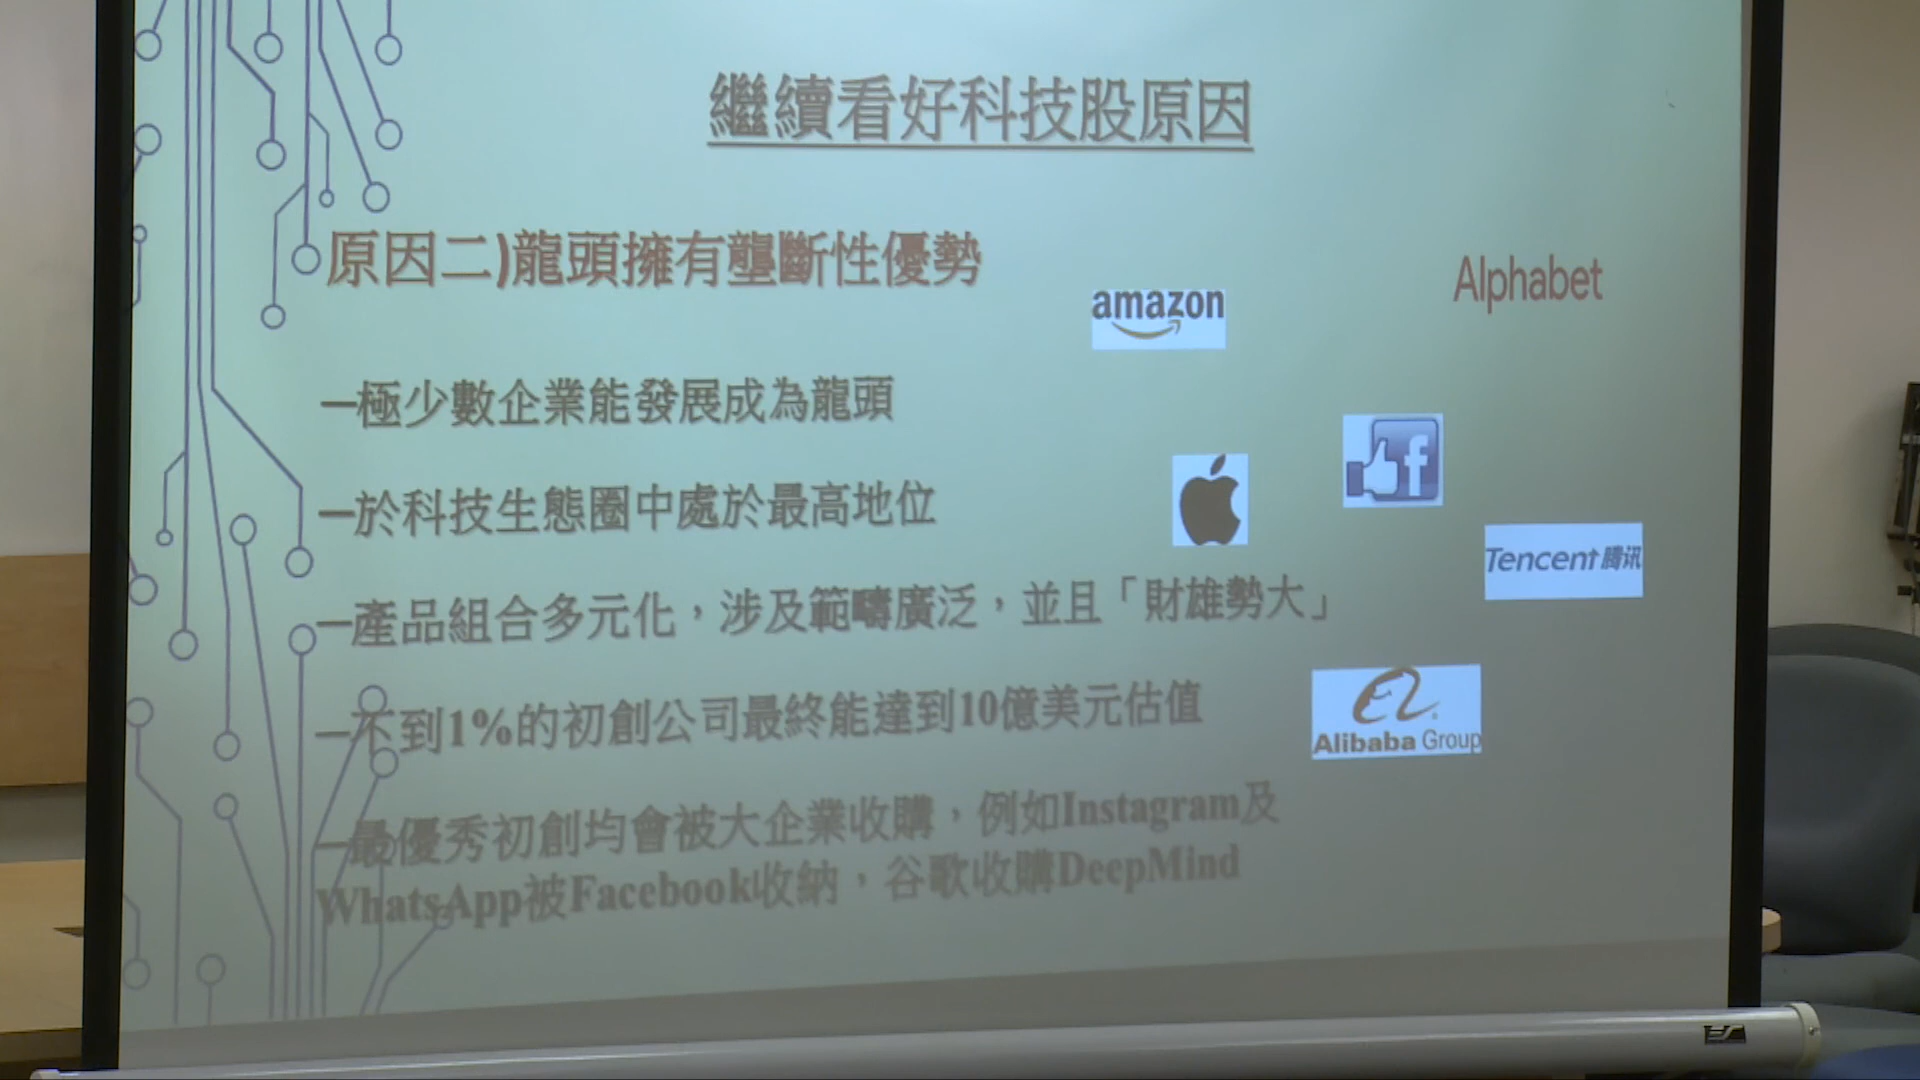 繼續看好科技股原因
原因二)龍頭擁有壟斷性優勢
amazon
Alphabet
—極少數企業能發展成為龍頭
f
—於科技生態圈中處於最高地位
Tencent 腾讯
—產品組合多元化，涉及範疇廣泛，並且「財雄勢大」
—不到1%的初創公司最終能達到10億美元估值
Alibaba Group
—最優秀初創均會被大企業收購，例如Instagram及
WhatsApp被Facebook收納，谷歌收購DeepMind
ES